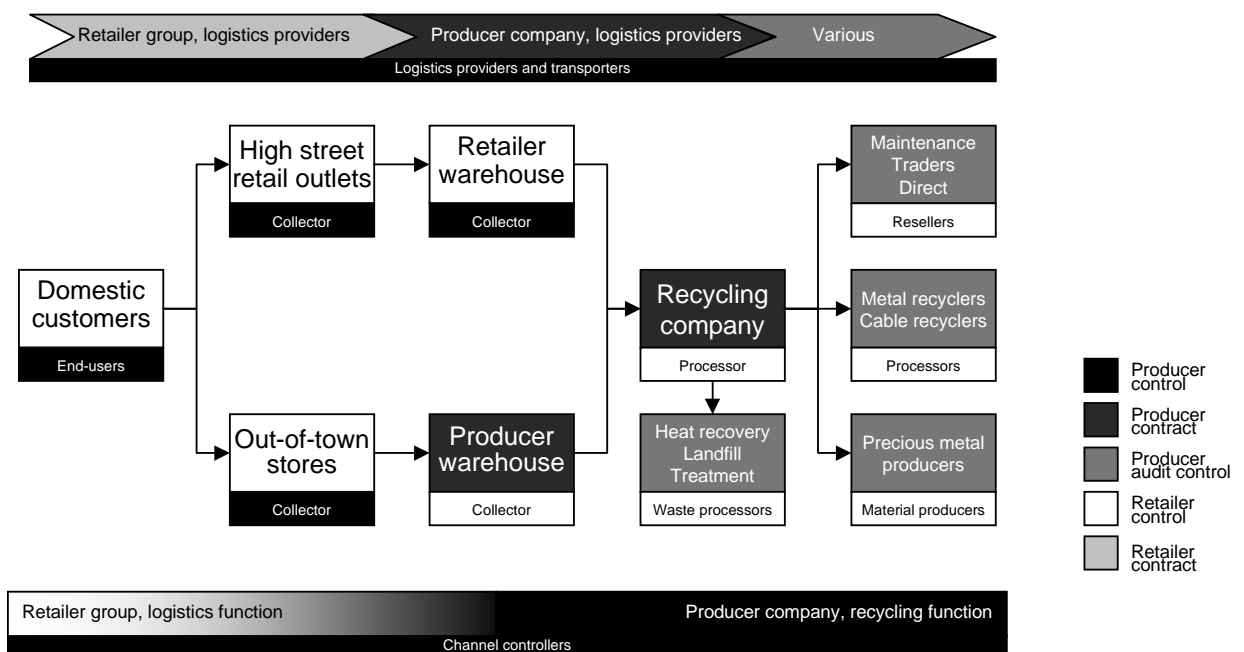 Retailer group, logistics providers
Producer company, logistics providers
Various
Logistics providers and transporters
High street
retail outlets
Collector
Retailer
warehouse
Collector
Maintenance
Traders
Direct
Resellers
Domestic
customers
End-users
Recycling
company
Processor
Metal recyclers
Cable recyclers
Processors
Out-of-town
stores
Collector
Producer
warehouse
Collector
Heat recovery
Landfill
Treatment
Waste processors
Precious metal
producers
Material producers
Producer
control
Producer
contract
Producer
audit control
Retailer
control
Retailer
contract
Retailer group, logistics function
Producer company, recycling function
Channel controllers